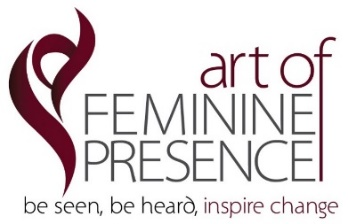 art of
FEMININE
PRESENCE
be seen, be heard, inspire change